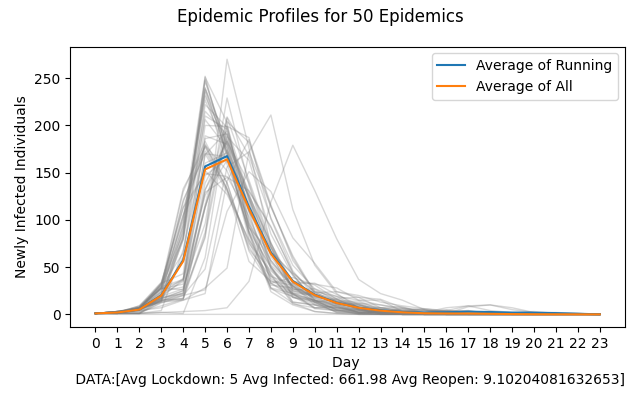 Epidemic Profiles for 50 Epidemics
Average of Running
Average of All
Newly Infected Individuals
250
200
150
100
50
0
0 1 2 3 4 5 6 7 8 9 10 11 12 13 14 15 16 17 18 19 20 21 22 23
Day
DATA:[Avg Lockdown: 5 Avg Infected: 661.98 Avg Reopen: 9.10204081632653]